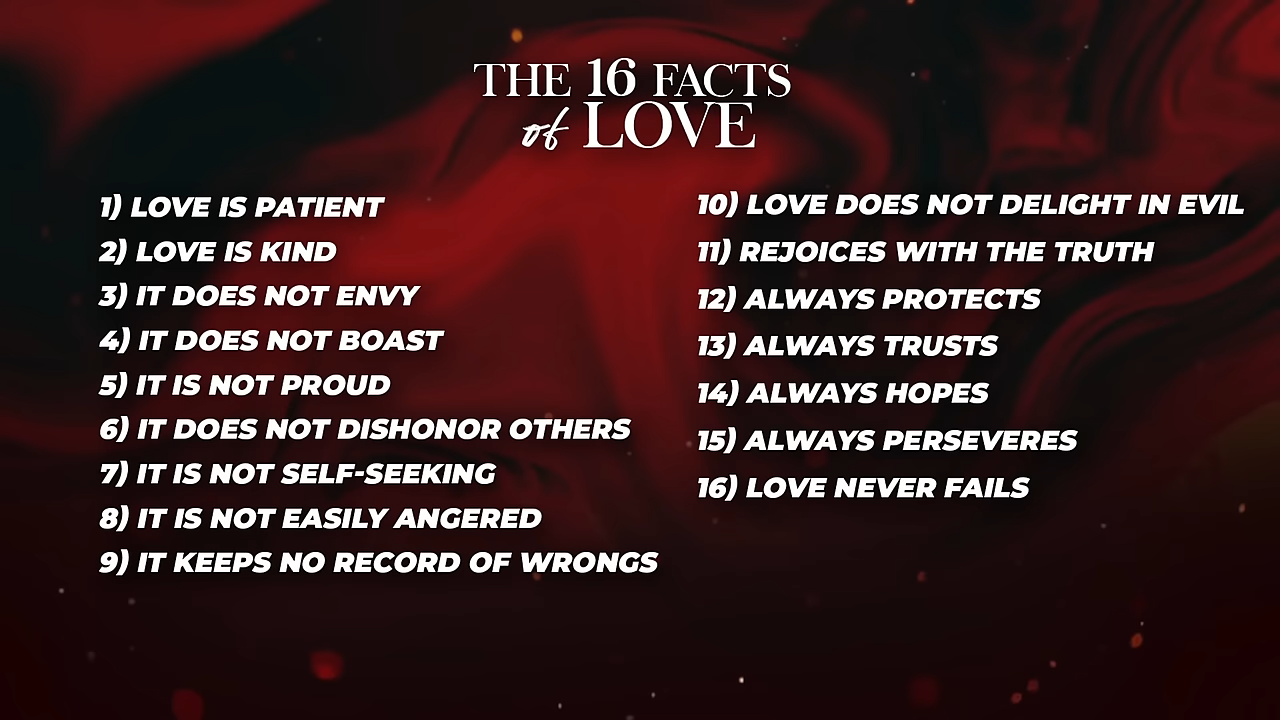 THE 16 FACTS
of LOVE
1) LOVE IS PATIENT
2) LOVE IS KIND
3) IT DOES NOT ENVY
4) IT DOES NOT BOAST
5) IT IS NOT PROUD
6) IT DOES NOT DISHONOR OTHERS
7) IT IS NOT SELF-SEEKING
8) IT IS NOT EASILY ANGERED
9) IT KEEPS NO RECORD OF WRONGS
10) LOVE DOES NOT DELIGHT IN EVIL
11) REJOICES WITH THE TRUTH
12) ALWAYS PROTECTS
13) ALWAYS TRUSTS
14) ALWAYS HOPES
15) ALWAYS PERSEVERES
16) LOVE NEVER FAILS